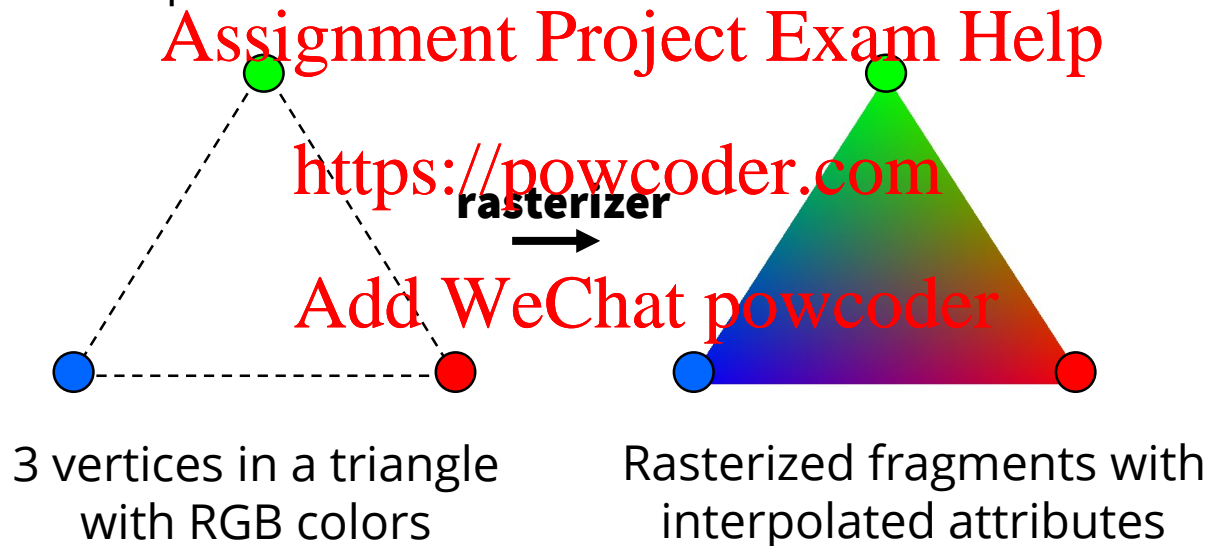 Assignment Project Exam Help
https://powcoder.com
rasterizer
Add WeChat powcoder
3 vertices in a triangle
with RGB colors
Rasterized fragments with
interpolated attributes